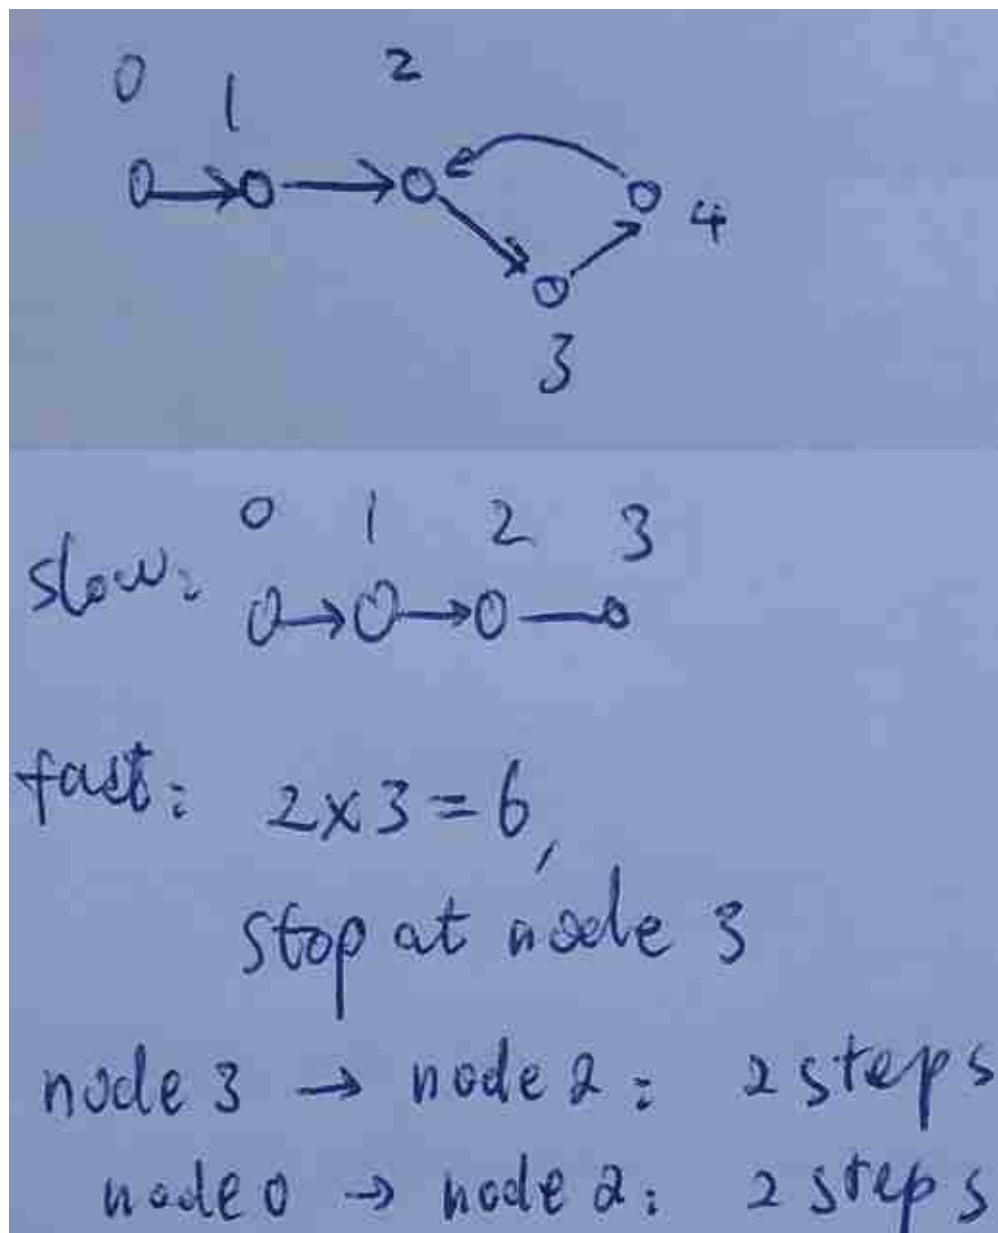 0 1 2
4
3
0 1 2 3
slow:
fast: 2x3=6,
stop at node 3
node 3 → node 2: 2 steps
node 0 → node 2: 2 steps